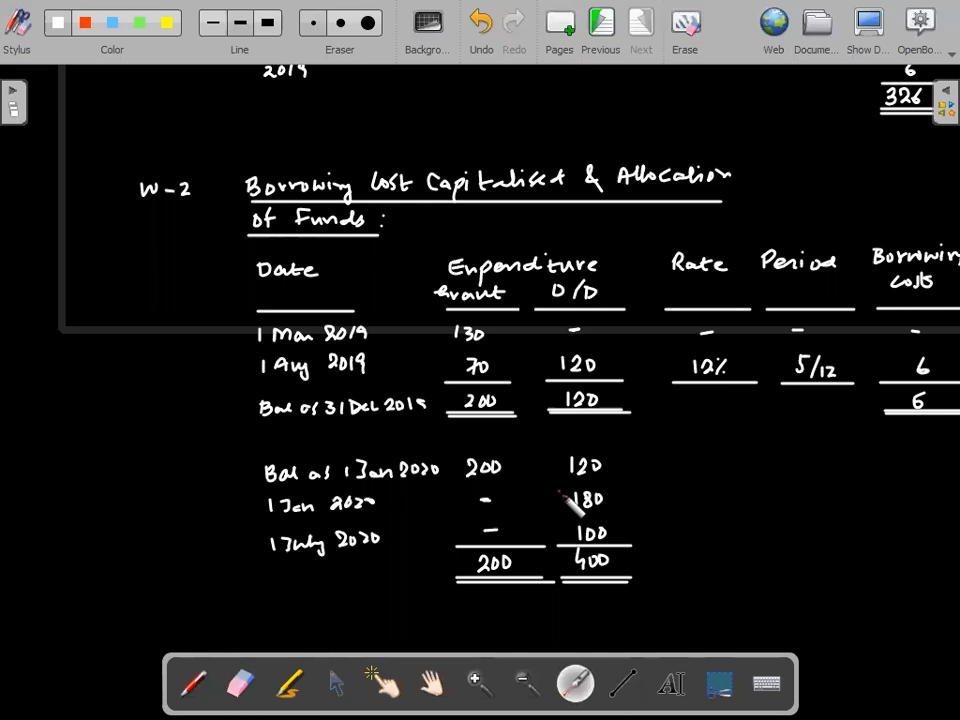 Stylus Color Line Eraser Backgro... Undo Redo Pages Previous Next Erase Web Docume... Show D... OpenBo...
2019 6
326
W-2 Borrowing Cost Capitalised & Allocation
of Funds :
Date Expenditure Rate Period Borrowing
Grant O/D costs
1 Mar 2019 130 - - - -
1 Aug 2019 70 120 12% 5/12 6
Bal as 31 Dec 2019 200 120 6
Bal as 1 Jan 2020 200 120
1 Jan 2020 - 180
1 July 2020 - 100
200 400